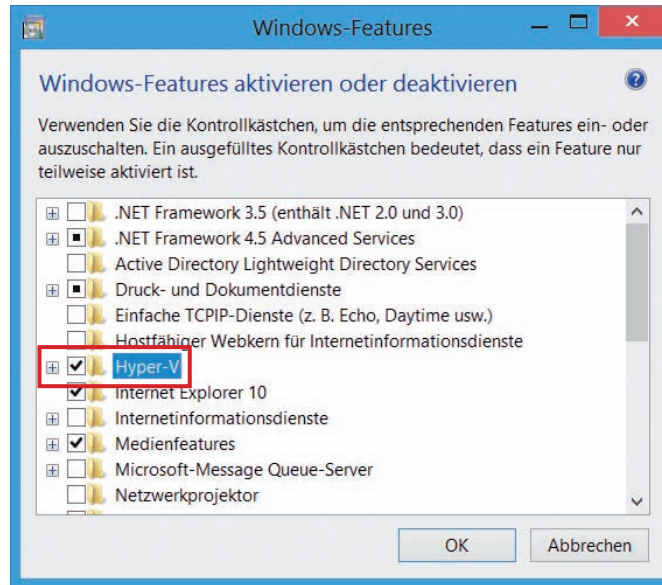 Windows-Features
Windows-Features aktivieren oder deaktivieren
Verwenden Sie die Kontrollkästchen, um die entsprechenden Features ein- oder
auszuschalten. Ein ausgefülltes Kontrollkästchen bedeutet, dass ein Feature nur
teilweise aktiviert ist.
.NET Framework 3.5 (enthält .NET 2.0 und 3.0)
.NET Framework 4.5 Advanced Services
Active Directory Lightweight Directory Services
Druck- und Dokumentdienste
Einfache TCPIP-Dienste (z. B. Echo, Daytime usw.)
Hostfähiger Webkern für Internetinformationsdienste
Hyper-V
Internet Explorer 10
Internetinformationsdienste
Medienfeatures
Microsoft-Message Queue-Server
Netzwerkprojektor
OK Abbrechen